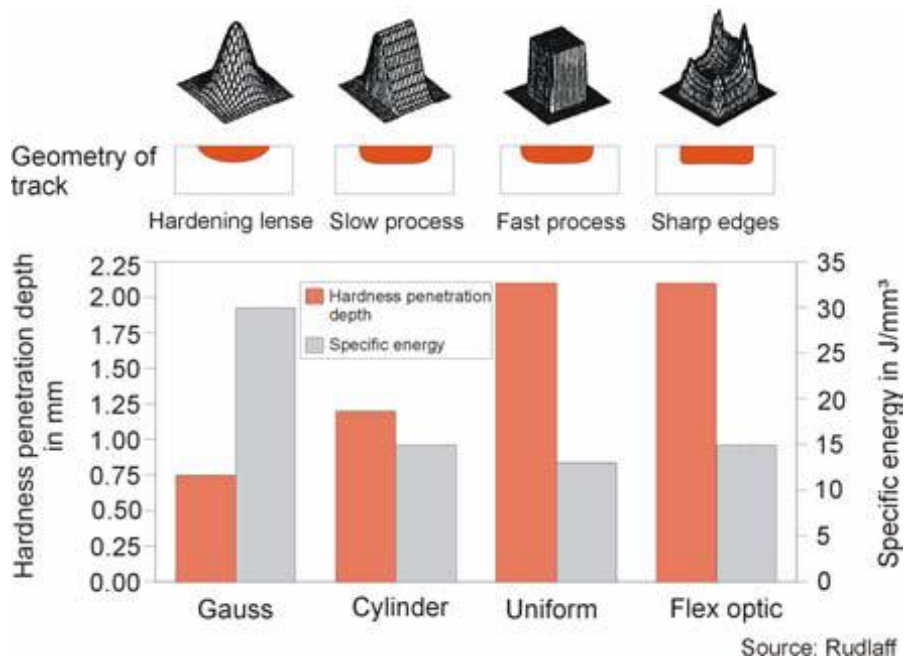 Geometry of
track
Hardening lense
Slow process
Fast process
Sharp edges
Hardness penetration depth
in mm
2.25
2.00
1.75
1.50
1.25
1.00
0.75
0.50
0.25
0.00
Hardness penetration
depth
Specific energy
35
30
25
20
15
10
5
0
Specific energy in J/mm³
Gauss
Cylinder
Uniform
Flex optic
Source: Rudlaff